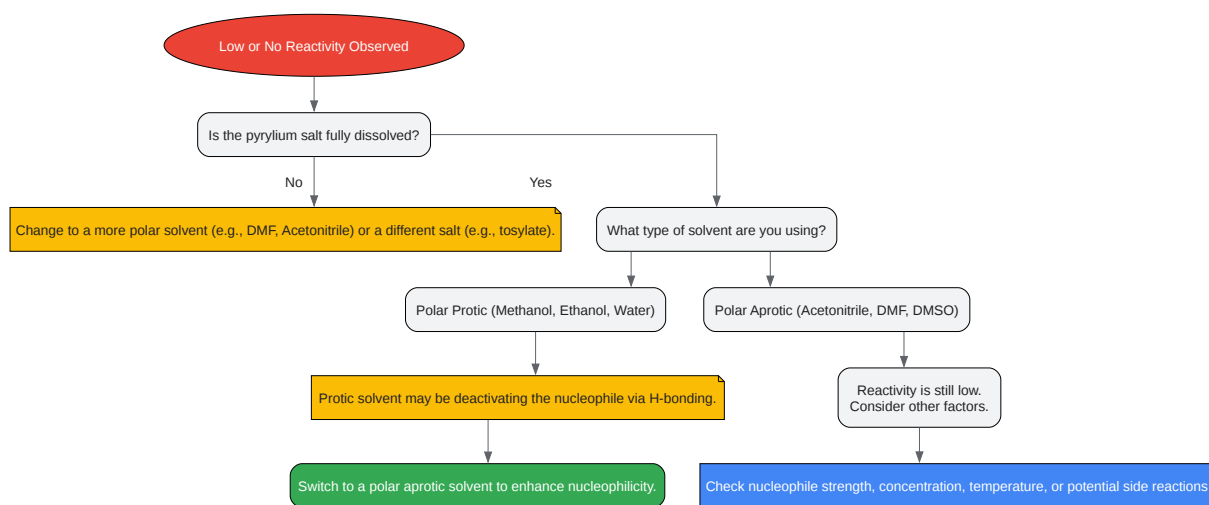 Low or No Reactivity Observed
Is the pyrylium salt fully dissolved?
No
Yes
Change to a more polar solvent (e.g., DMF, Acetonitrile) or a different salt (e.g., tosylate).
What type of solvent are you using?
Polar Protic (Methanol, Ethanol, Water)
Polar Aprotic (Acetonitrile, DMF, DMSO)
Protic solvent may be deactivating the nucleophile via H-bonding.
Reactivity is still low.
Consider other factors.
Switch to a polar aprotic solvent to enhance nucleophilicity.
Check nucleophile strength, concentration, temperature, or potential side reactions